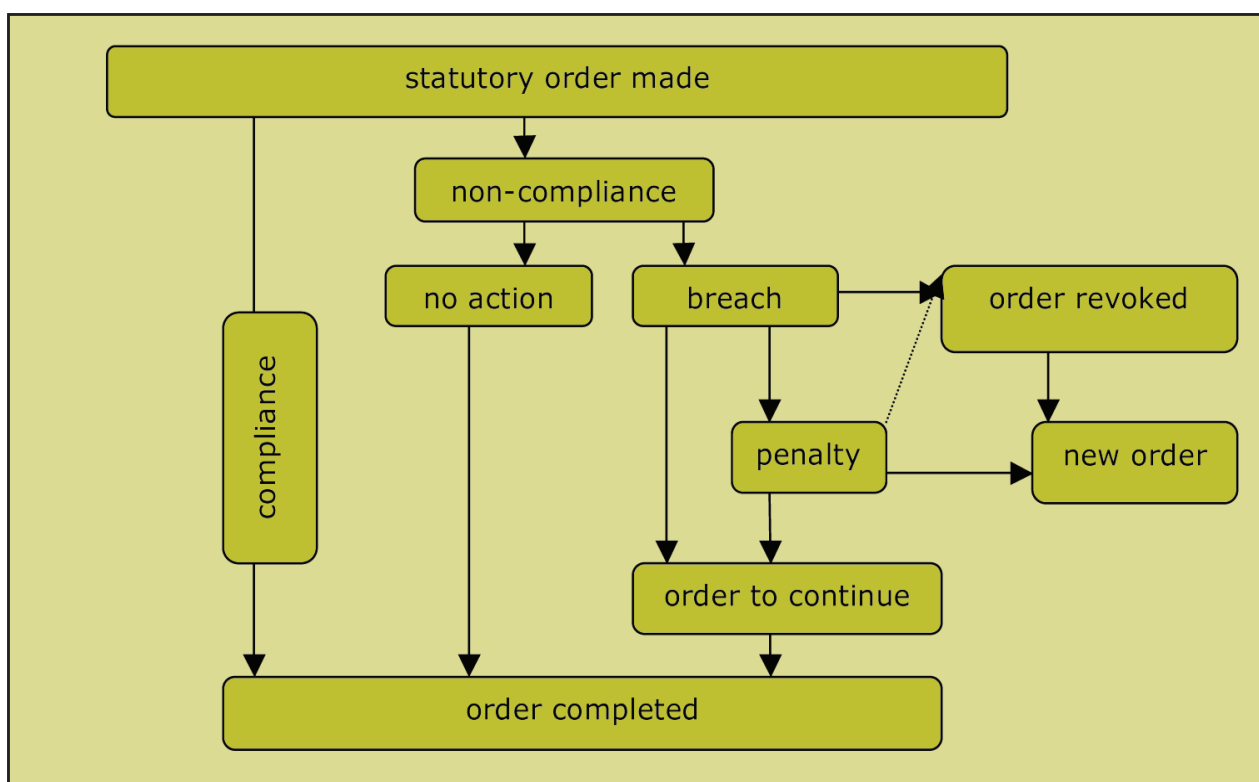 statutory order made
non-compliance
no action
breach
order revoked
compliance
penalty
new order
order to continue
order completed